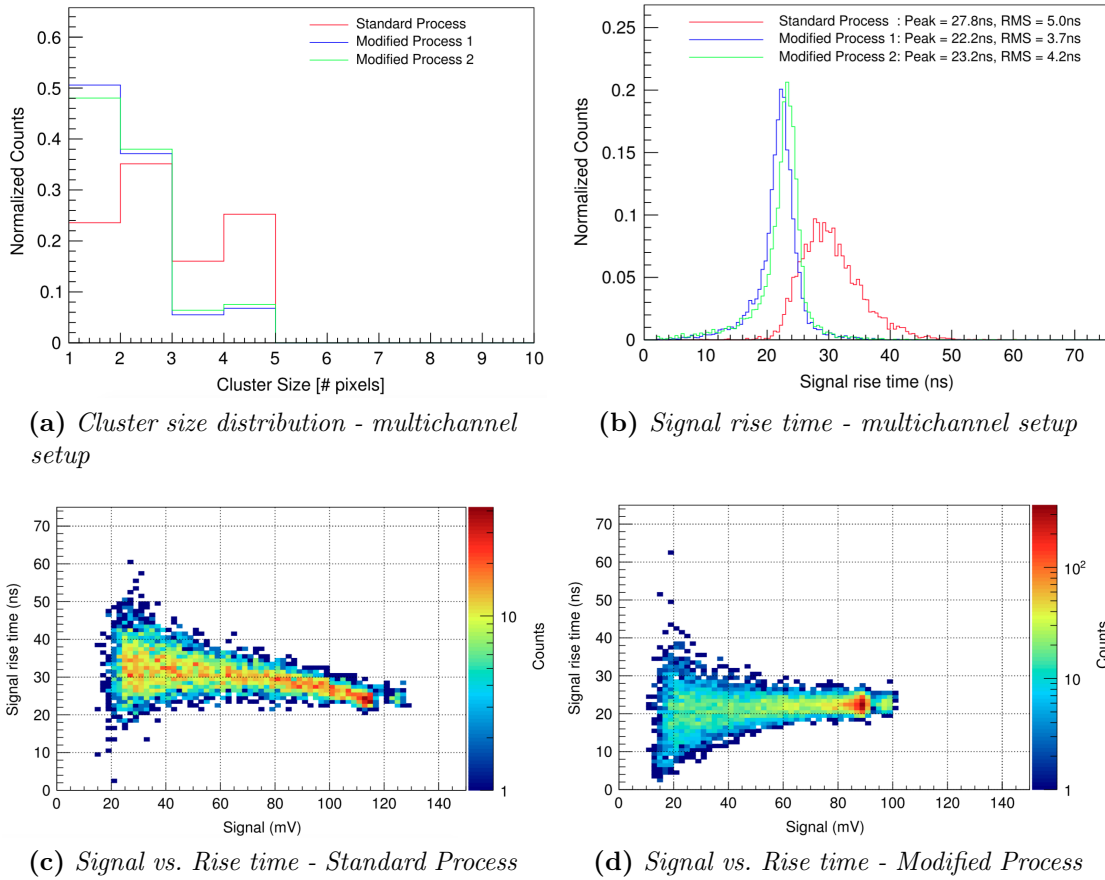 Standard Process
Modified Process 1
Modified Process 2
0.6
0.5
0.4
0.3
0.2
0.1
0
Normalized Counts
1 2 3 4 5 6 7 8 9 10
Cluster Size [# pixels]
(a) Cluster size distribution - multichannel
setup
Standard Process : Peak = 27.8ns, RMS = 5.0ns
Modified Process 1: Peak = 22.2ns, RMS = 3.7ns
Modified Process 2: Peak = 23.2ns, RMS = 4.2ns
0.25
0.2
0.15
0.1
0.05
0
Normalized Counts
0 10 20 30 40 50 60 70
Signal rise time (ns)
(b) Signal rise time - multichannel setup
70
60
50
40
30
20
10
0
Signal rise time (ns)
0 20 40 60 80 100 120 140
Signal (mV)
10
1
Counts
(c) Signal vs. Rise time - Standard Process
70
60
50
40
30
20
10
0
Signal rise time (ns)
0 20 40 60 80 100 120 140
Signal (mV)
10²
10
1
Counts
(d) Signal vs. Rise time - Modified Process